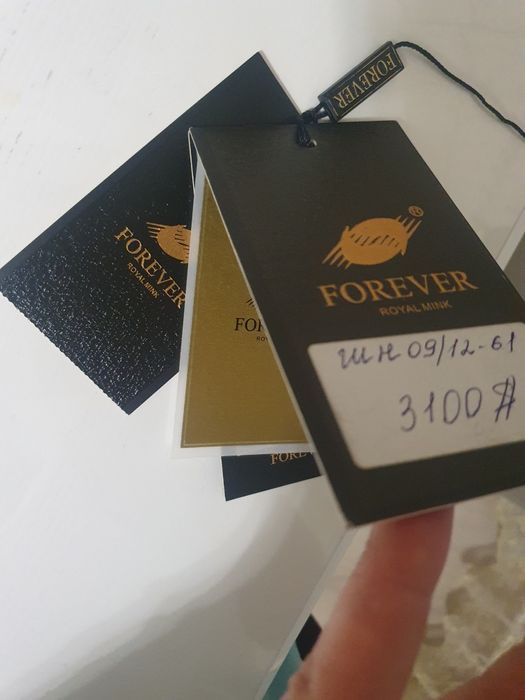 FOREVER
FOREVER
ROYAL MINK
®
FOREVER
ROYAL MINK
шн 09/12-61
3100